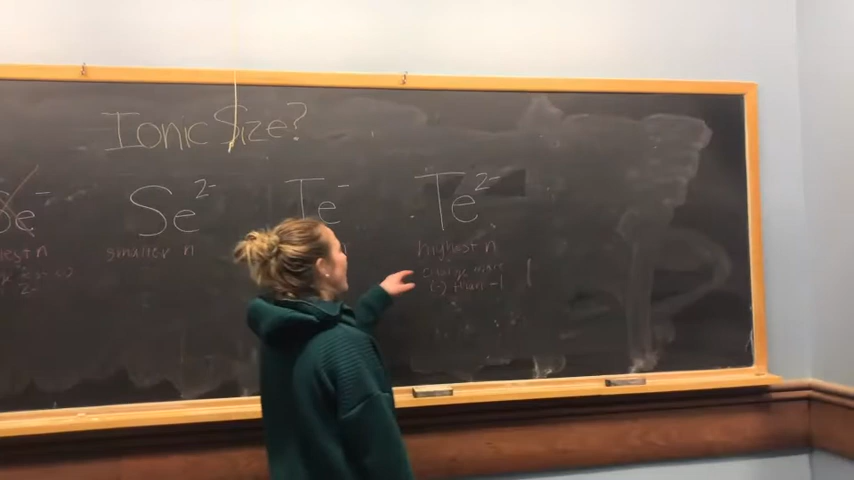 Ionic Size?
Se²⁻ Te⁻ Te²⁻
smaller n highest n
charge more
(-) than -1